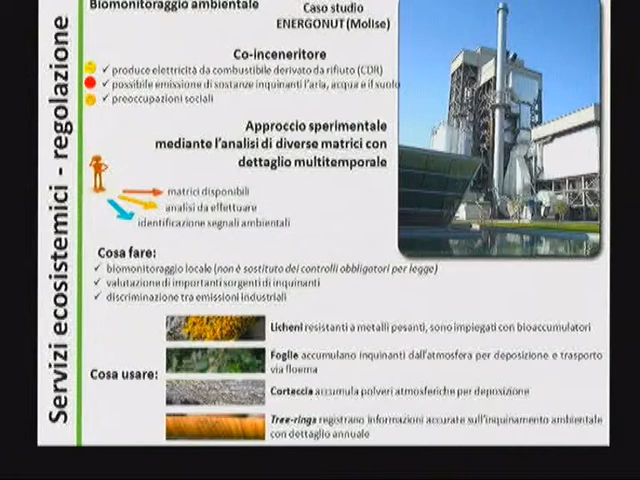 Biomonitoraggio ambientale
Caso studio
ENERGONUT (Molise)
Servizi ecosistemici - regolazione
Co-inceneritore
✓ produce elettricità da combustibile derivato da rifiuto (CDR)
✓ possibile emissione di sostanze inquinanti l'aria, acqua e il suolo
✓ preoccupazioni sociali
Approccio sperimentale
mediante l'analisi di diverse matrici con
dettaglio multitemporale
matrici disponibili
analisi da effettuare
identificazione segnali ambientali
Cosa fare:
✓ biomonitoraggio locale (non è sostituto dei controlli obbligatori per legge)
✓ valutazione di importanti sorgenti di inquinanti
✓ discriminazione tra emissioni industriali
Cosa usare:
Licheni resistanti a metalli pesanti, sono impiegati con bioaccumulatori
Foglie accumulano inquinanti dall'atmosfera per deposizione e trasporto
via floema
Corteccia accumula polveri atmosferiche per deposizione
Tree-rings registrano informazioni accurate sull'inquinamento ambientale
con dettaglio annuale